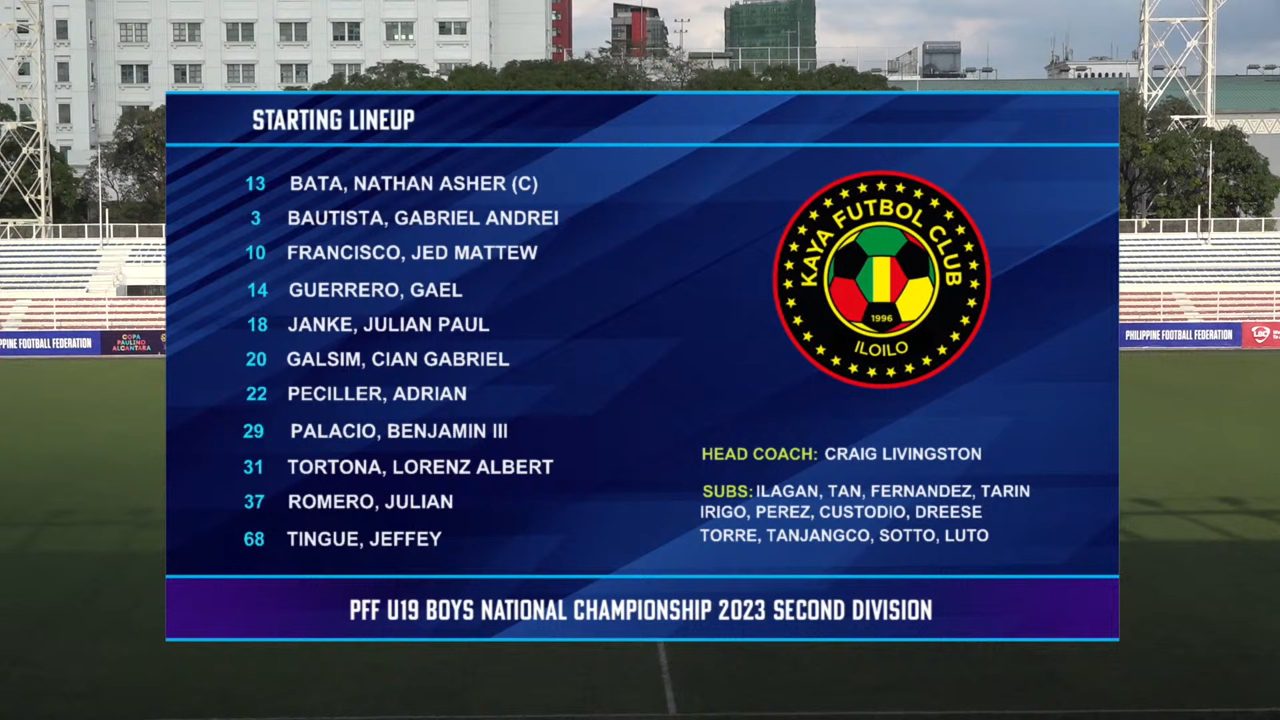 STARTING LINEUP
13 BATA, NATHAN ASHER (C)
3 BAUTISTA, GABRIEL ANDREI
10 FRANCISCO, JED MATTEW
14 GUERRERO, GAEL
18 JANKE, JULIAN PAUL
20 GALSIM, CIAN GABRIEL
22 PECILLER, ADRIAN
29 PALACIO, BENJAMIN III
31 TORTONA, LORENZ ALBERT
37 ROMERO, JULIAN
68 TINGUE, JEFFEY
KAYA FUTBOL CLUB
1996
ILOILO
HEAD COACH: CRAIG LIVINGSTON
SUBS: ILAGAN, TAN, FERNANDEZ, TARIN
IRIGO, PEREZ, CUSTODIO, DREESE
TORRE, TANJANGCO, SOTTO, LUTO
PFF U19 BOYS NATIONAL CHAMPIONSHIP 2023 SECOND DIVISION
FOOTBALL FEDERATION
COPA
PAULINO
ALCANTARA
PHILIPPINE FOOTBALL FEDERATION